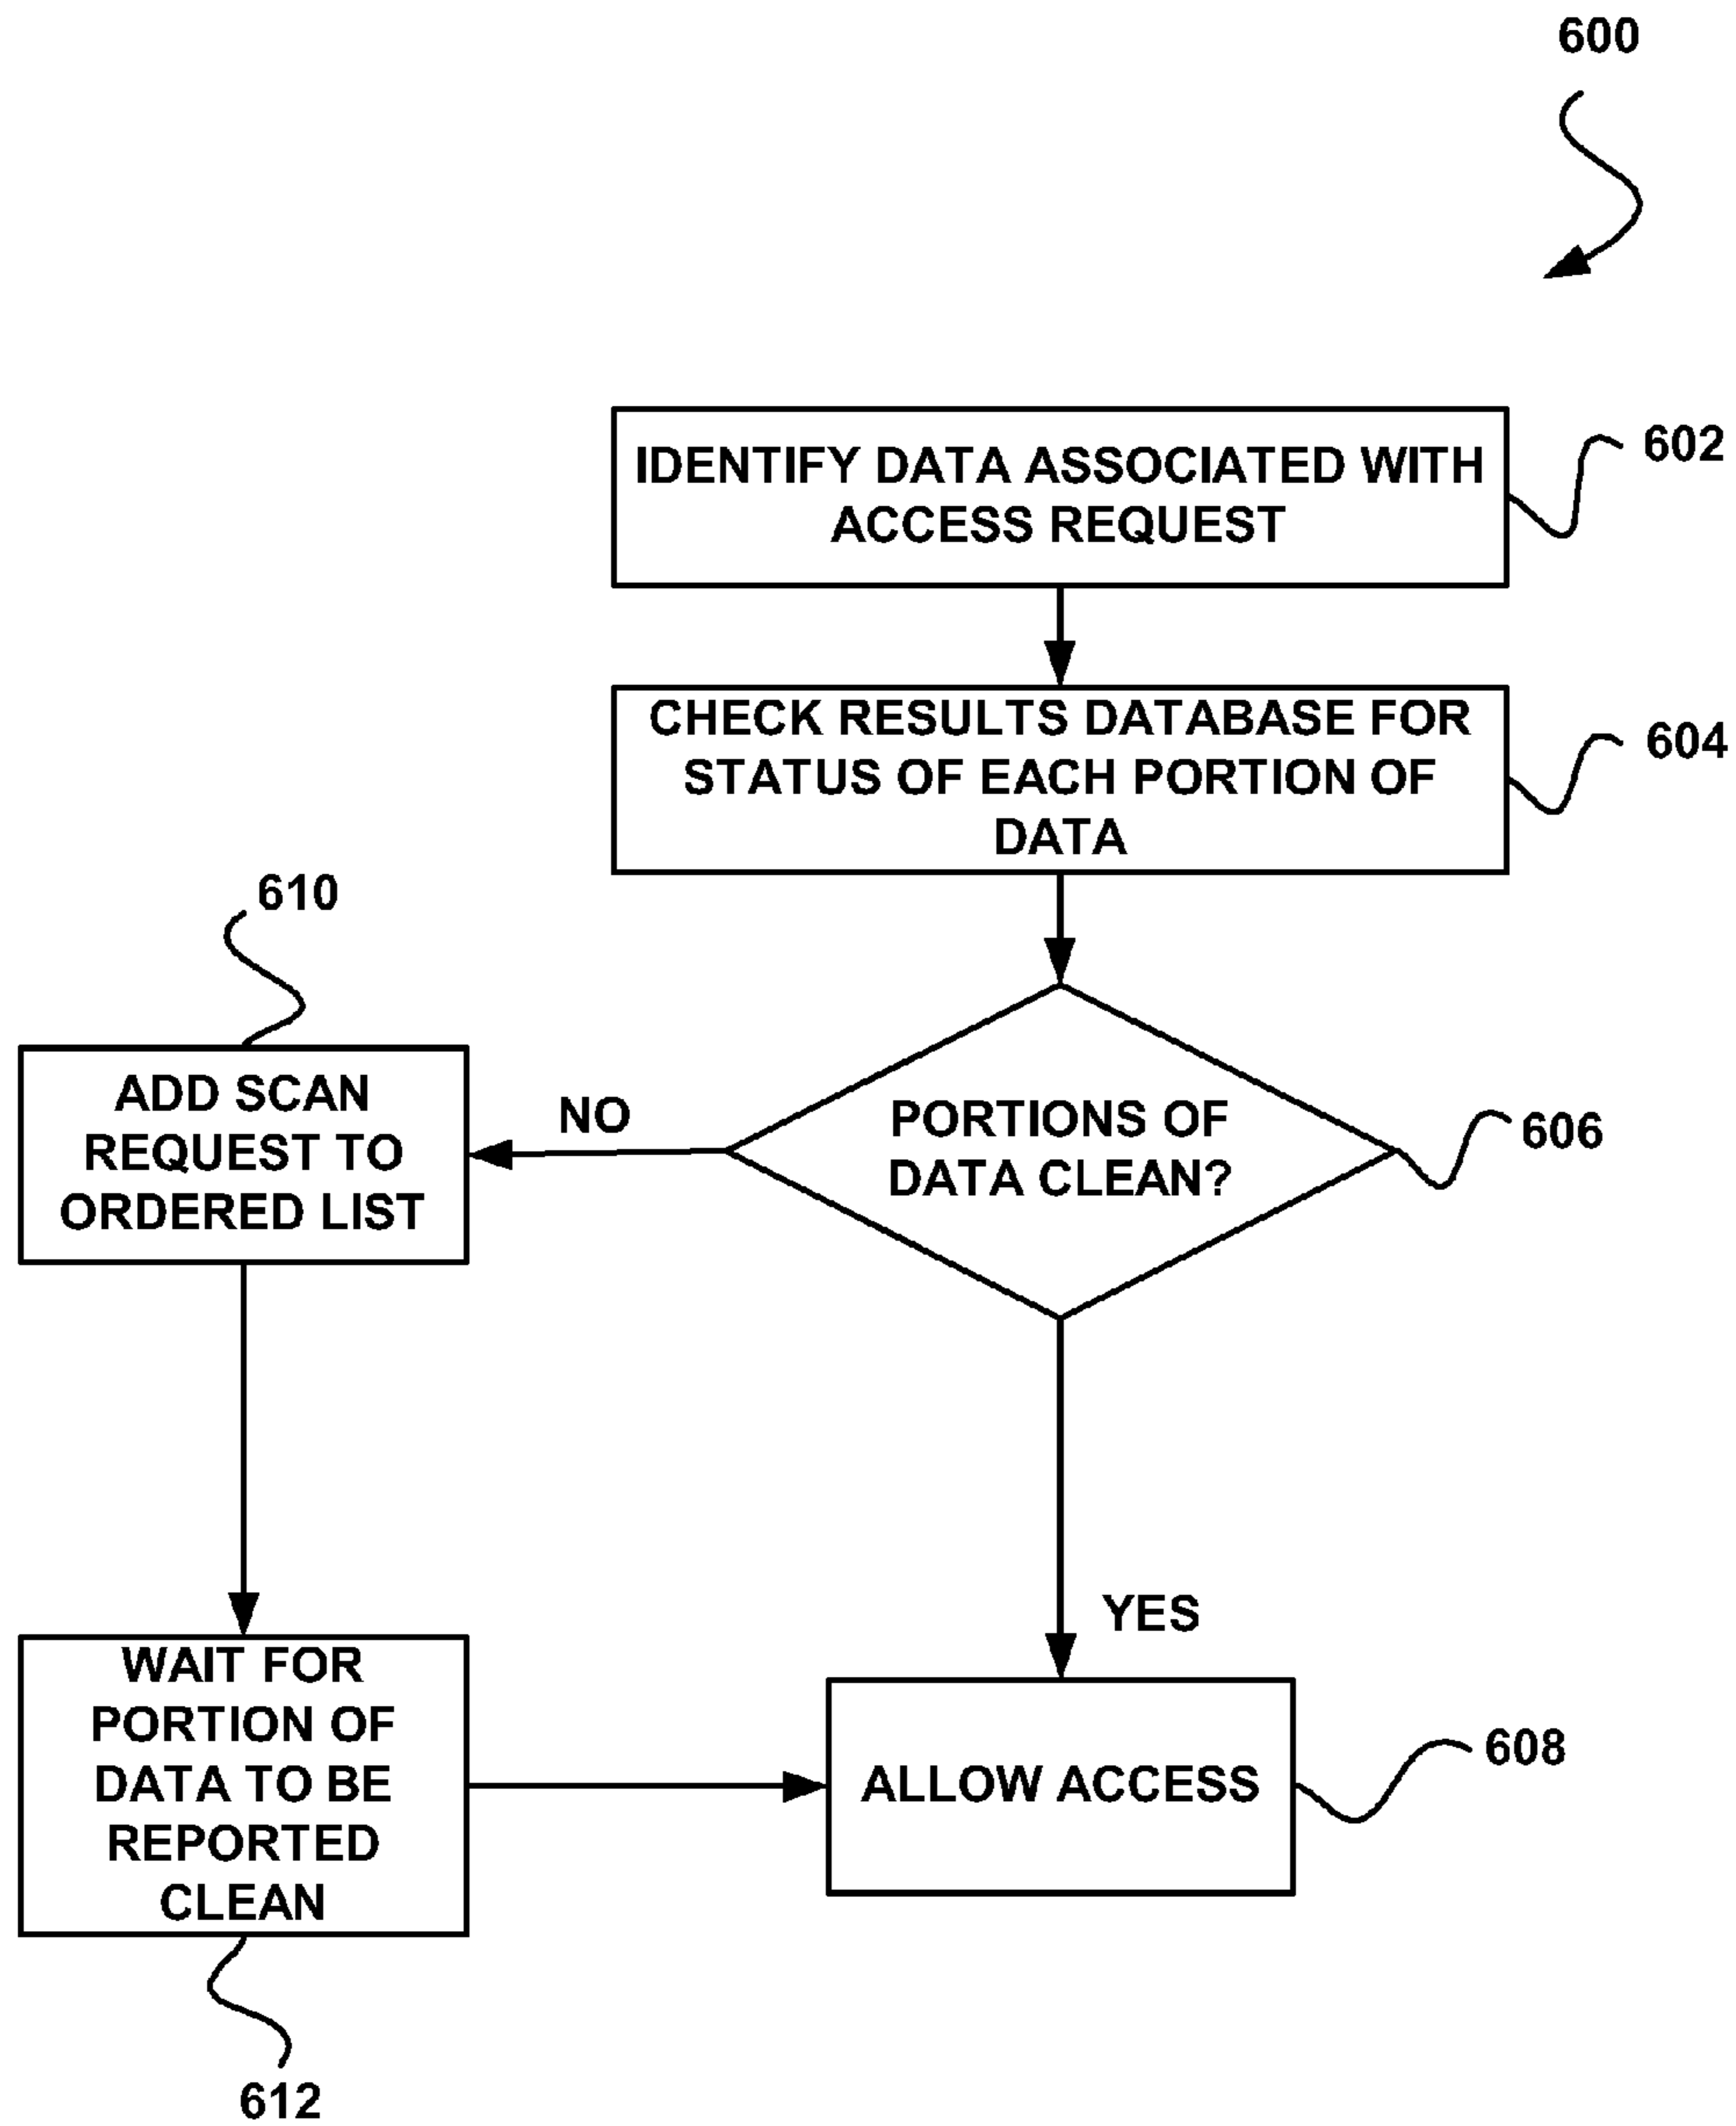 600
IDENTIFY DATA ASSOCIATED WITH
ACCESS REQUEST
602
CHECK RESULTS DATABASE FOR
STATUS OF EACH PORTION OF
DATA
604
610
ADD SCAN
REQUEST TO
ORDERED LIST
NO
PORTIONS OF
DATA CLEAN?
606
YES
WAIT FOR
PORTION OF
DATA TO BE
REPORTED
CLEAN
ALLOW ACCESS
608
612